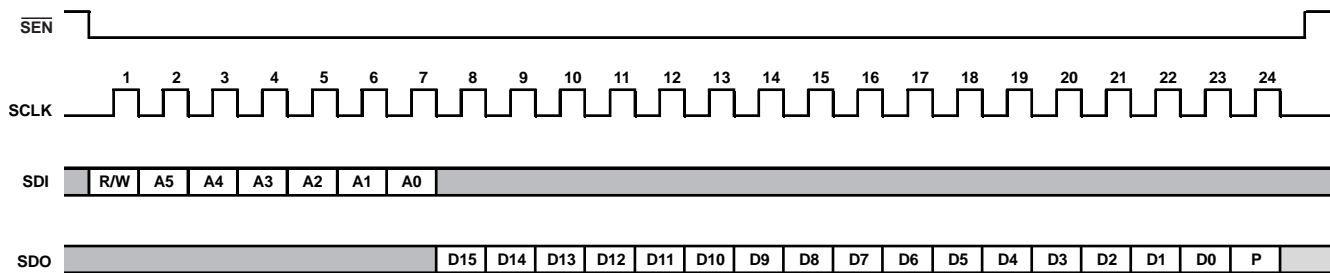 SEN
1 2 3 4 5 6 7 8 9 10 11 12 13 14 15 16 17 18 19 20 21 22 23 24
SCLK
SDI R/W A5 A4 A3 A2 A1 A0
SDO D15 D14 D13 D12 D11 D10 D9 D8 D7 D6 D5 D4 D3 D2 D1 D0 P